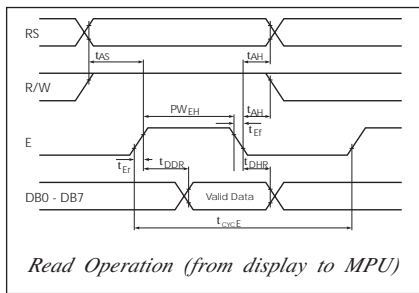 RS
tAS
tAH
R/W
PWEH
tAH
tEf
E
tEr
tDDR
tDHR
DB0 - DB7
Valid Data
tCYCE
Read Operation (from display to MPU)